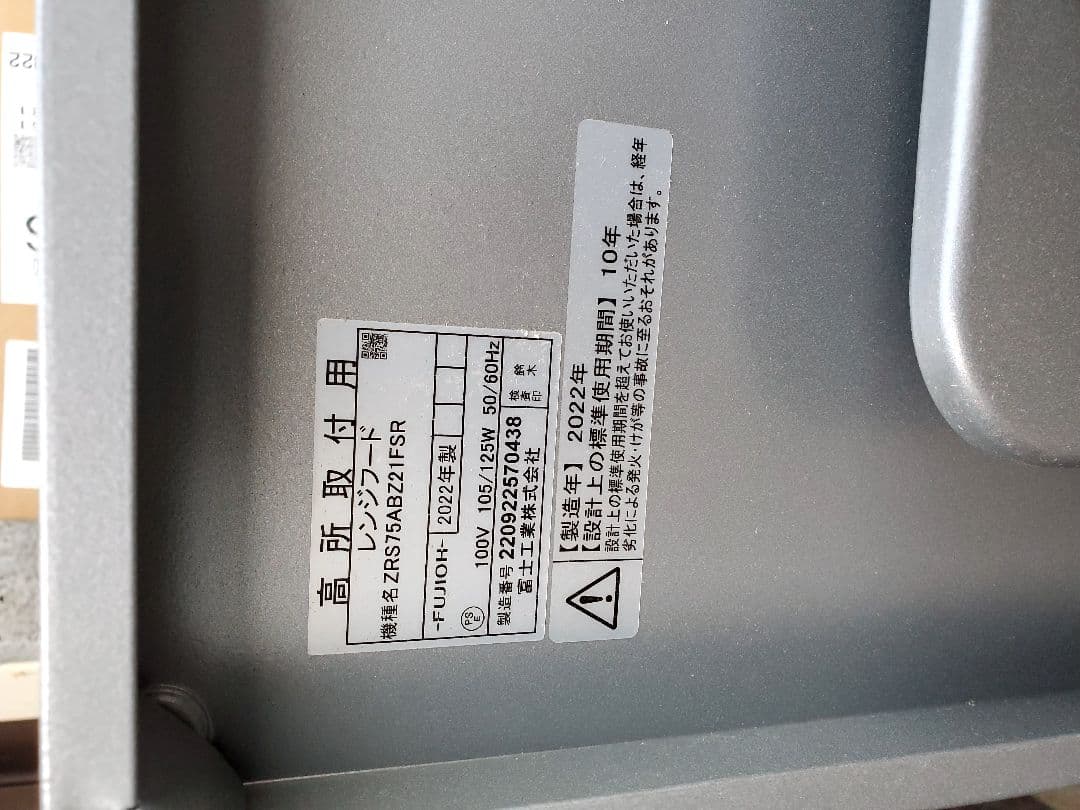 高所取付用
レンジフード
機種名 ZRS75ABZ21FSR
-FUJIOH- 2022年製
PSE 100V 105/125W 50/60Hz
製造番号 220922570438 検査印 鈴木
富士工業株式会社
【製造年】 2022年
【設計上の標準使用期間】 10年
設計上の標準使用期間を超えてお使いいただいた場合は、経年
劣化による発火・けが等の事故に至るおそれがあります。